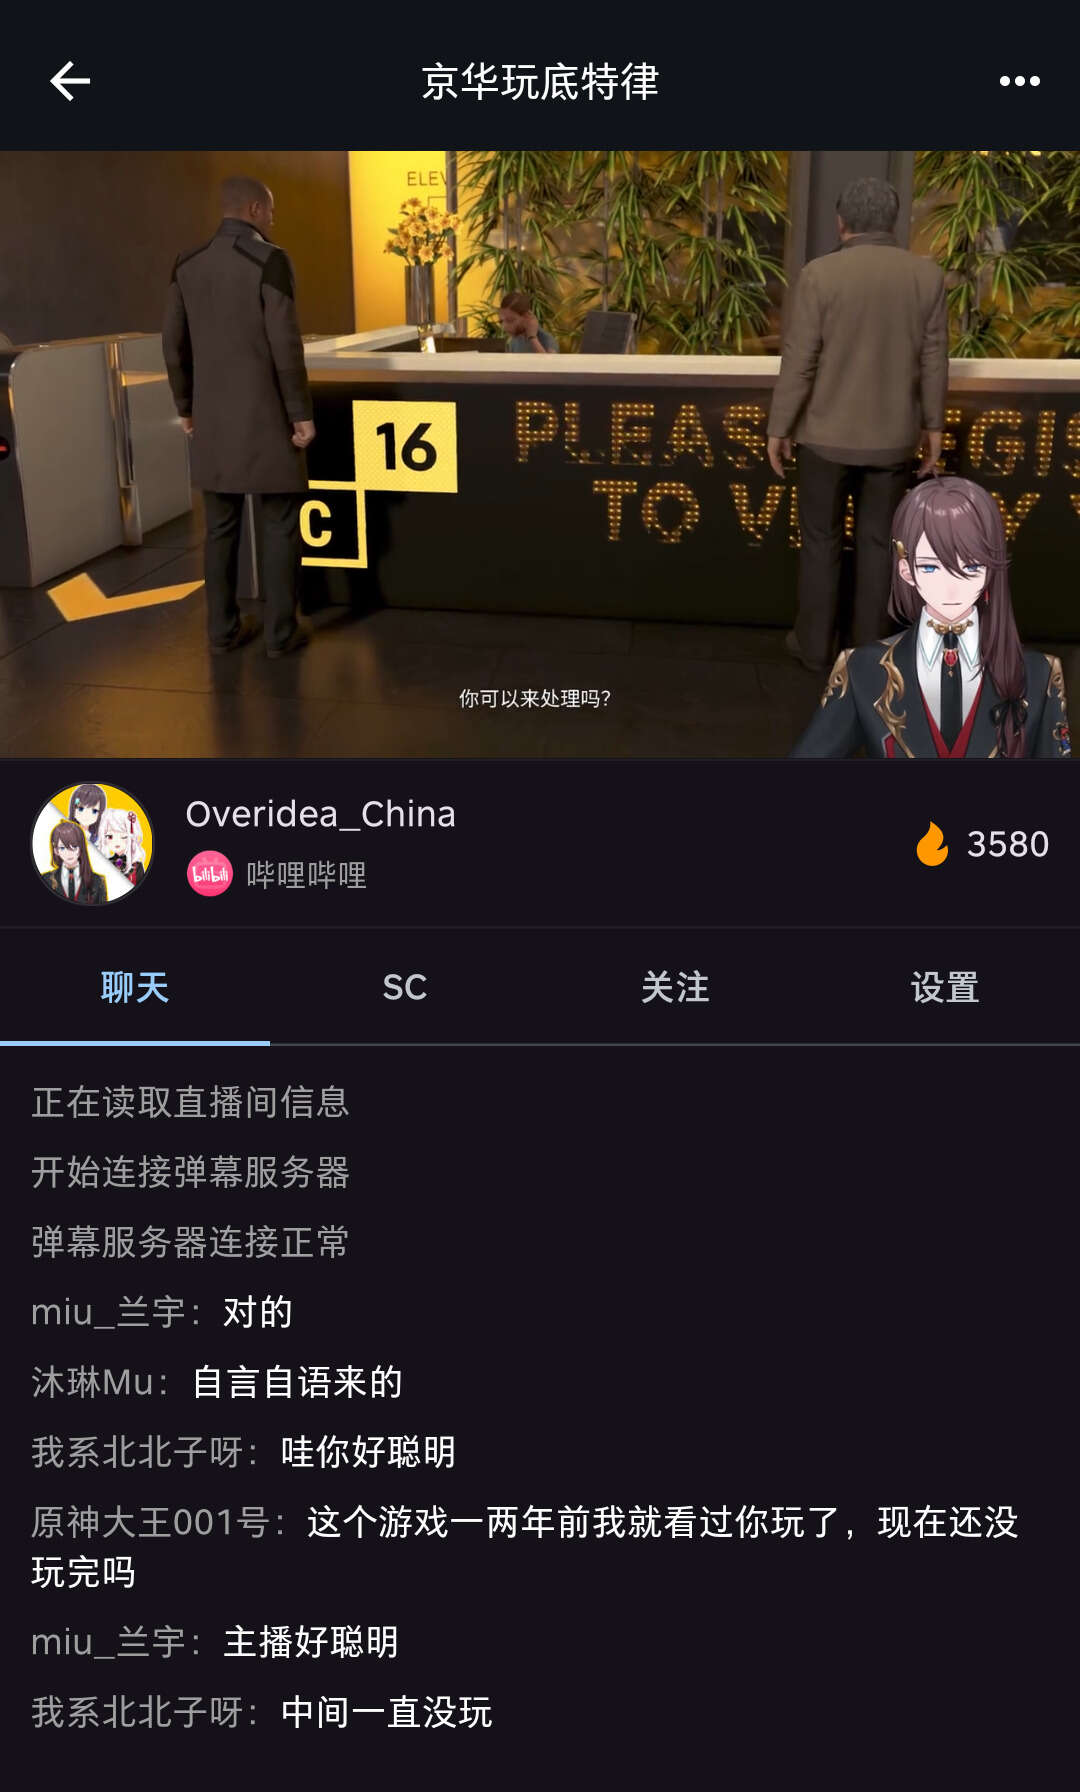 京华玩底特律
ELEV
16
C
PLEAS EGIS
TO V Y
你可以来处理吗?
Overidea_China
bilibili 哔哩哔哩
3580
聊天 SC 关注 设置
正在读取直播间信息
开始连接弹幕服务器
弹幕服务器连接正常
miu_兰宇：对的
沐琳Mu：自言自语来的
我系北北子呀：哇你好聪明
原神大王001号：这个游戏一两年前我就看过你玩了，现在还没
玩完吗
miu_兰宇：主播好聪明
我系北北子呀：中间一直没玩